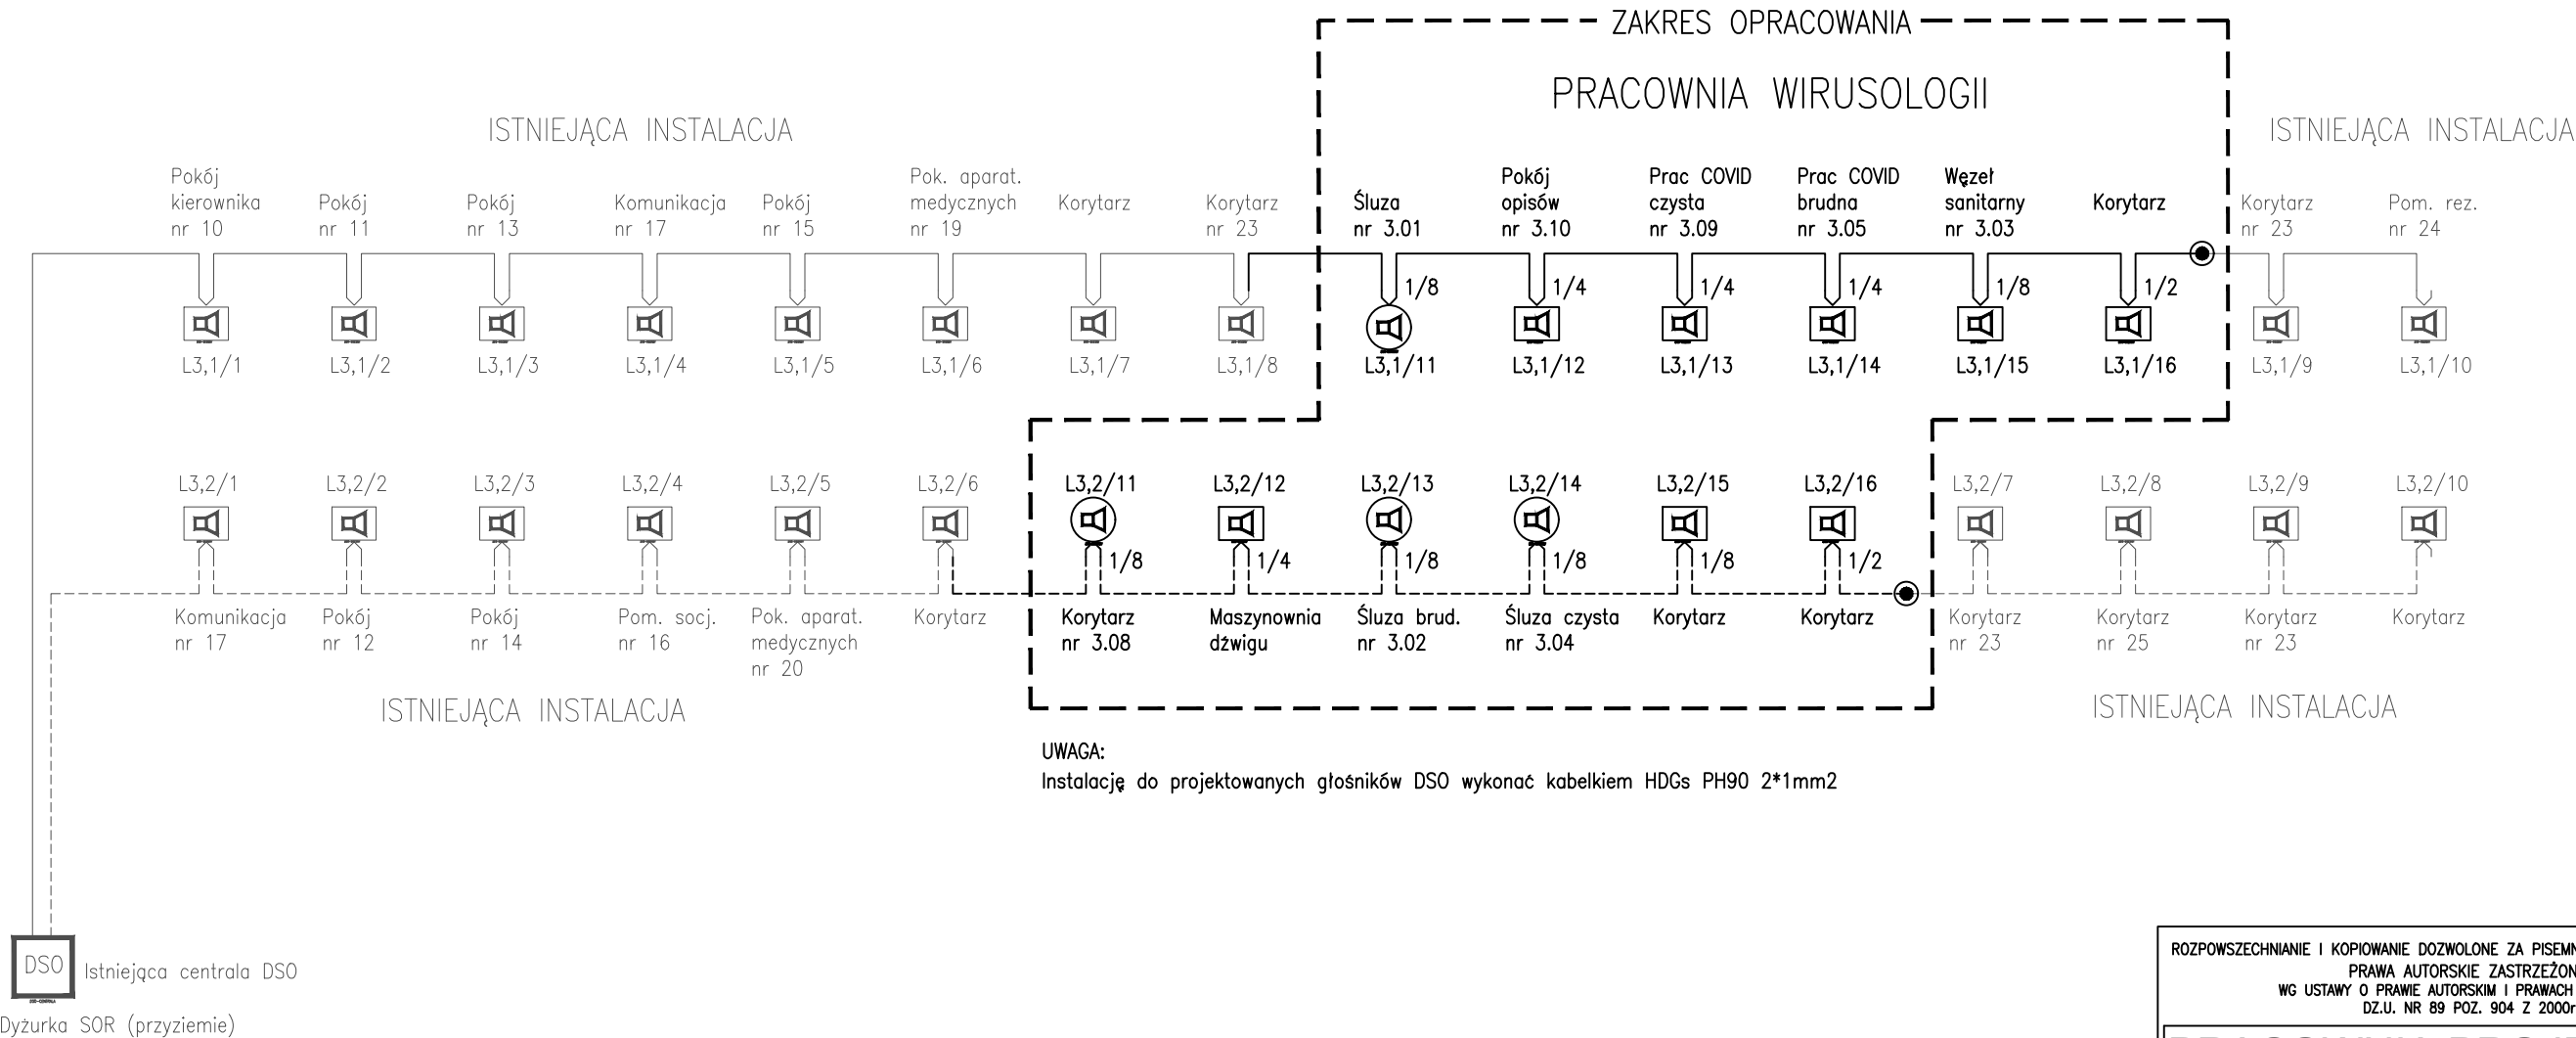 ZAKRES OPRACOWANIA
PRACOWNIA WIRUSOLOGII
ISTNIEJĄCA INSTALACJA
ISTNIEJĄCA INSTALACJA
Pokój
kierownika
nr 10
Pokój
nr 11
Pokój
nr 13
Komunikacja
nr 17
Pokój
nr 15
Pok. aparat.
medycznych
nr 19
Korytarz
Korytarz
nr 23
Śluza
nr 3.01
Pokój
opisów
nr 3.10
Prac COVID
czysta
nr 3.09
Prac COVID
brudna
nr 3.05
Węzeł
sanitarny
nr 3.03
Korytarz
Korytarz
nr 23
Pom. rez.
nr 24
1/8
1/4
1/4
1/4
1/8
1/2
L3,1/1
L3,1/2
L3,1/3
L3,1/4
L3,1/5
L3,1/6
L3,1/7
L3,1/8
L3,1/11
L3,1/12
L3,1/13
L3,1/14
L3,1/15
L3,1/16
L3,1/9
L3,1/10
L3,2/1
L3,2/2
L3,2/3
L3,2/4
L3,2/5
L3,2/6
L3,2/11
L3,2/12
L3,2/13
L3,2/14
L3,2/15
L3,2/16
L3,2/7
L3,2/8
L3,2/9
L3,2/10
1/8
1/4
1/8
1/8
1/8
1/2
Komunikacja
nr 17
Pokój
nr 12
Pokój
nr 14
Pom. socj.
nr 16
Pok. aparat.
medycznych
nr 20
Korytarz
Korytarz
nr 3.08
Maszynownia
dźwigu
Śluza brud.
nr 3.02
Śluza czysta
nr 3.04
Korytarz
Korytarz
Korytarz
nr 23
Korytarz
nr 25
Korytarz
nr 23
Korytarz
ISTNIEJĄCA INSTALACJA
ISTNIEJĄCA INSTALACJA
UWAGA:
Instalację do projektowanych głośników DSO wykonać kabelkiem HDGs PH90 2*1mm2
DSO
Istniejąca centrala DSO
Dyżurka SOR (przyziemie)
ROZPOWSZECHNIANIE I KOPIOWANIE DOZWOLONE ZA PISEMN
PRAWA AUTORSKIE ZASTRZEŻON
WG USTAWY O PRAWIE AUTORSKIM I PRAWACH
DZ.U. NR 89 POZ. 904 Z 2000r